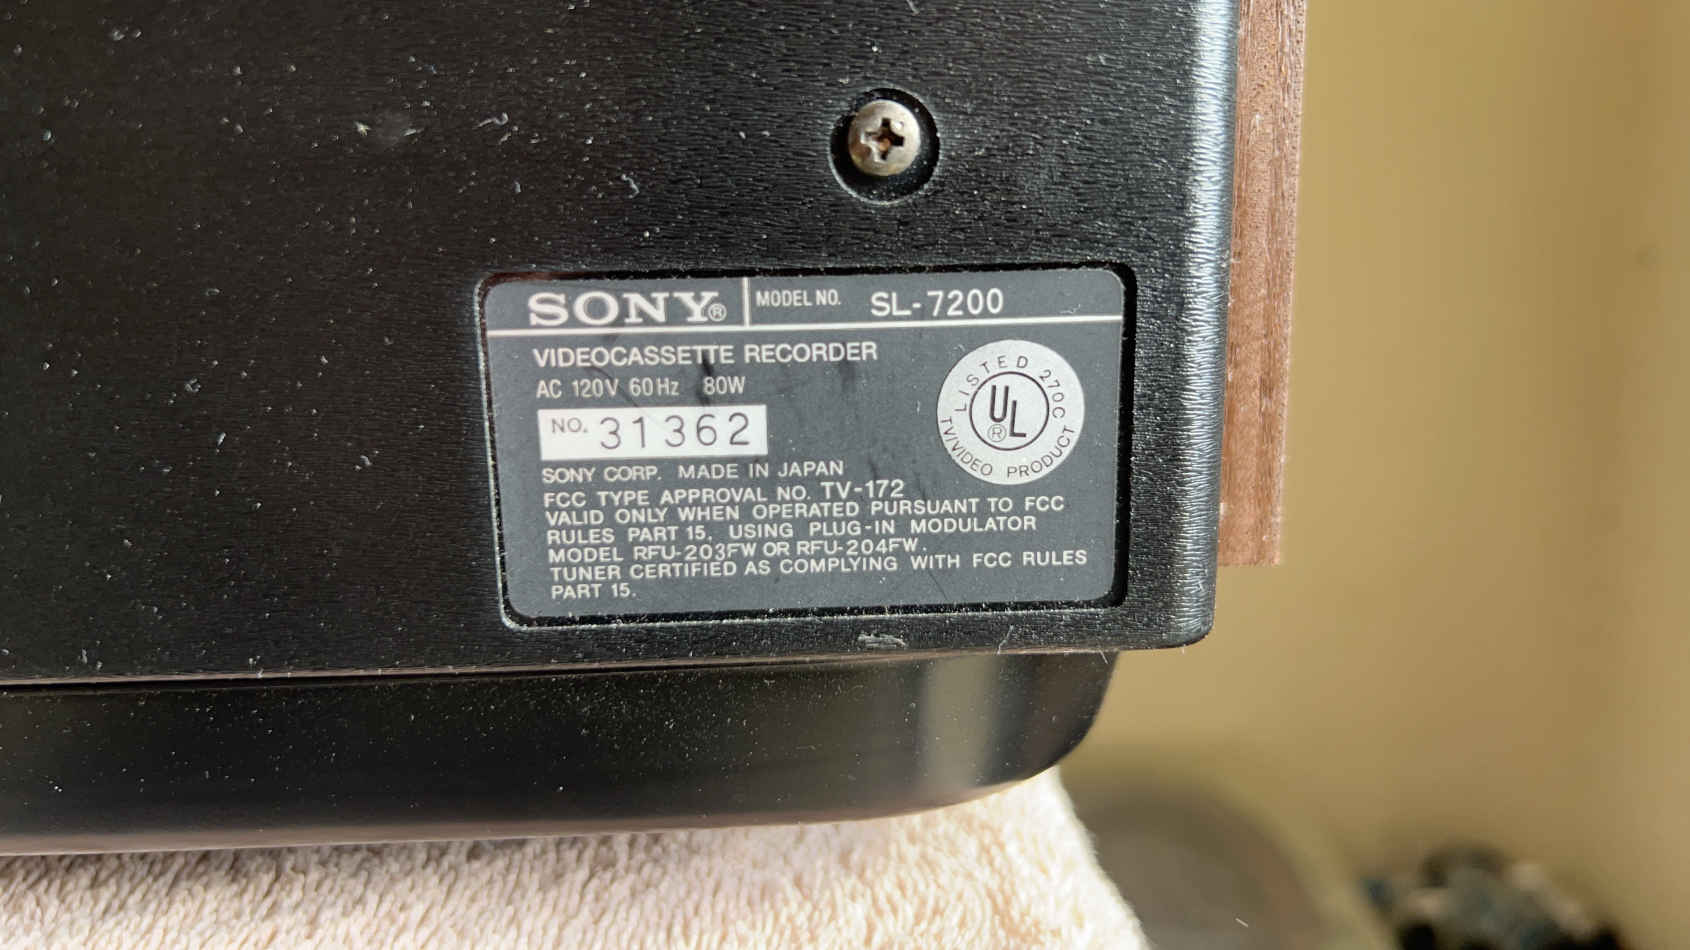 SONY® MODEL NO. SL-7200
VIDEOCASSETTE RECORDER
AC 120V 60Hz 80W
NO. 31362
SONY CORP. MADE IN JAPAN
FCC TYPE APPROVAL NO. TV-172
VALID ONLY WHEN OPERATED PURSUANT TO FCC
RULES PART 15, USING PLUG-IN MODULATOR
MODEL RFU-203FW OR RFU-204FW.
TUNER CERTIFIED AS COMPLYING WITH FCC RULES
PART 15.
LISTED 270C
UL®
TV/VIDEO PRODUCT